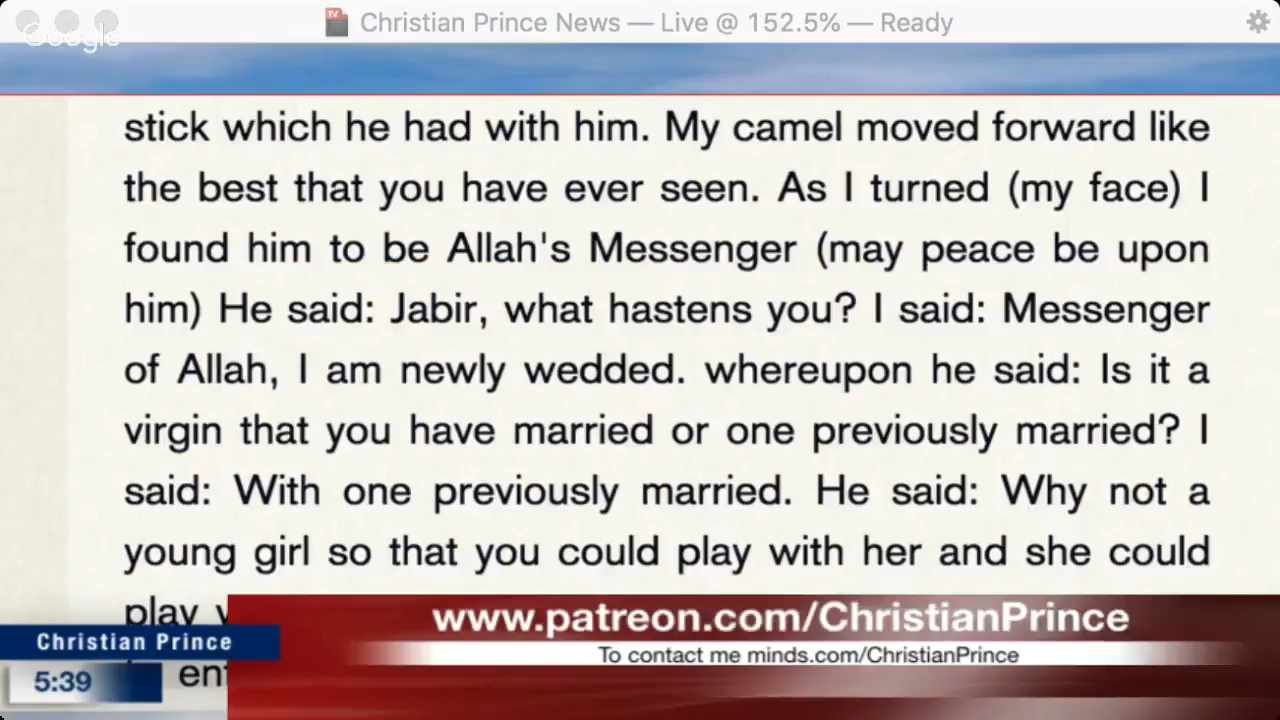 Christian Prince News — Live @ 152.5% — Ready
Google
stick which he had with him. My camel moved forward like
the best that you have ever seen. As I turned (my face) I
found him to be Allah's Messenger (may peace be upon
him) He said: Jabir, what hastens you? I said: Messenger
of Allah, I am newly wedded. whereupon he said: Is it a
virgin that you have married or one previously married? I
said: With one previously married. He said: Why not a
young girl so that you could play with her and she could
play
www.patreon.com/ChristianPrince
Christian Prince
To contact me minds.com/ChristianPrince
5:39